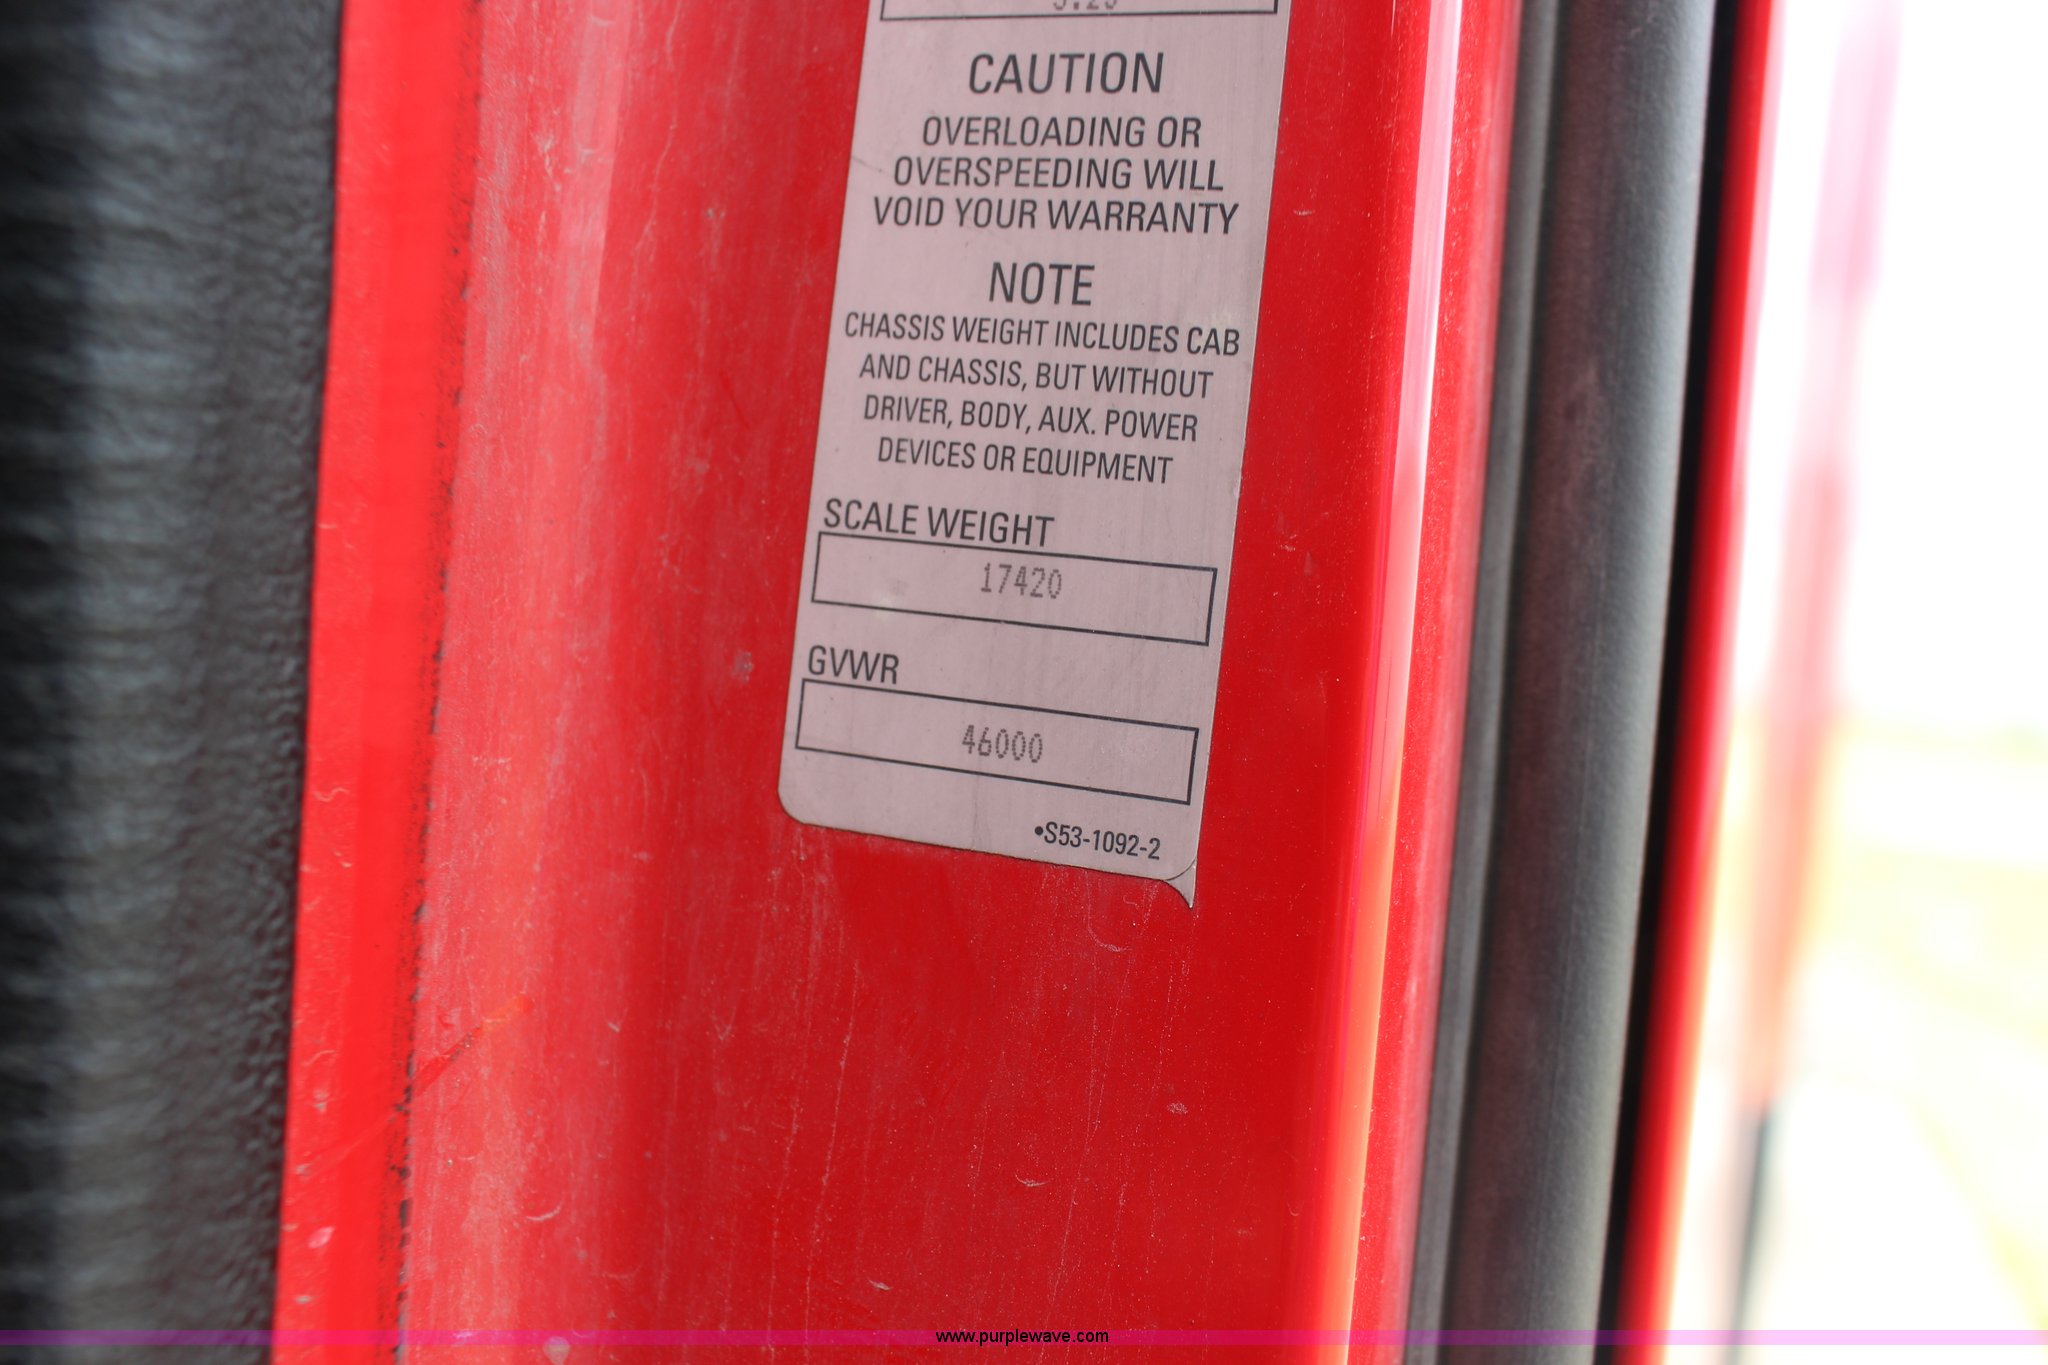 CAUTION
OVERLOADING OR
OVERSPEEDING WILL
VOID YOUR WARRANTY
NOTE
CHASSIS WEIGHT INCLUDES CAB
AND CHASSIS, BUT WITHOUT
DRIVER, BODY, AUX. POWER
DEVICES OR EQUIPMENT
SCALE WEIGHT
17420
GVWR
46000
•S53-1092-2
www.purplewave.com